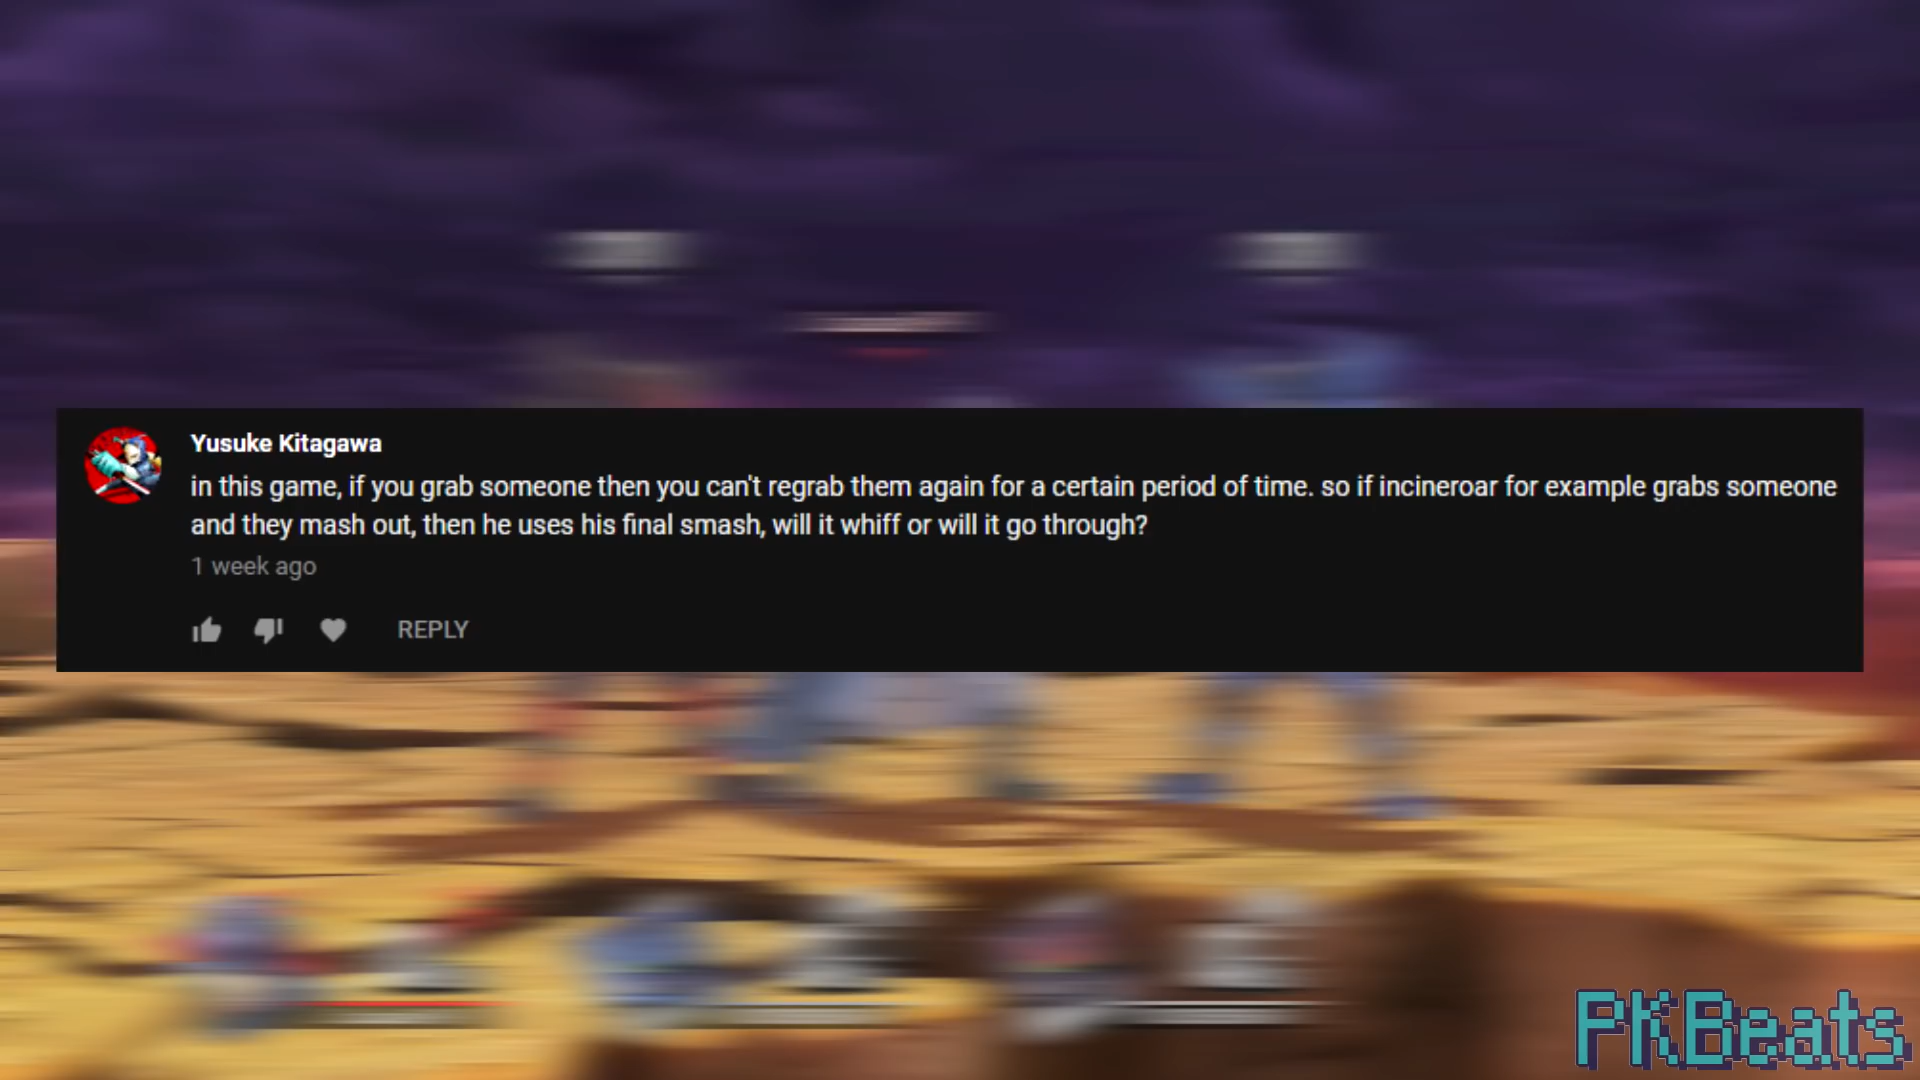 Yusuke Kitagawa
in this game, if you grab someone then you can't regrab them again for a certain period of time. so if incineroar for example grabs someone
and they mash out, then he uses his final smash, will it whiff or will it go through?
1 week ago
REPLY
PKBeats